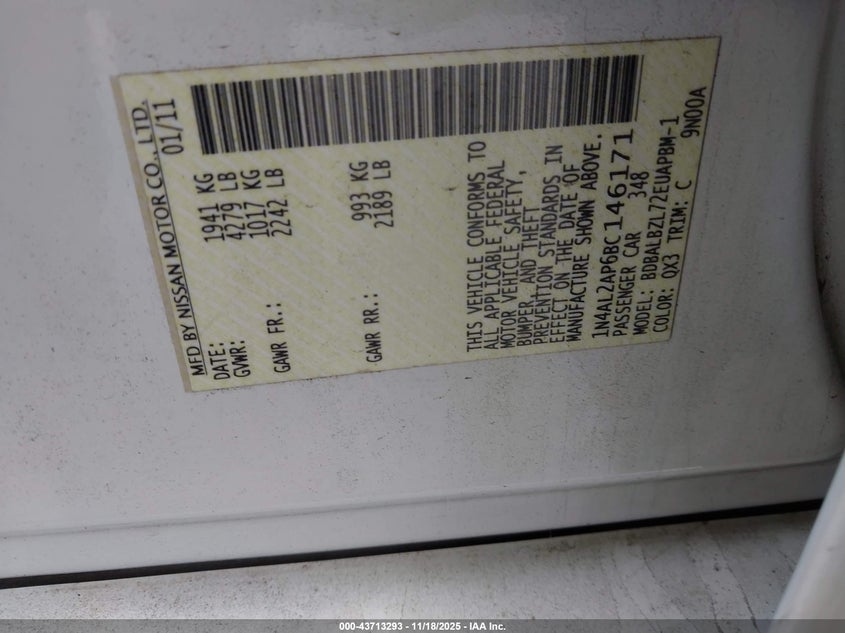 MFD BY NISSAN MOTOR CO., LTD.
DATE: 01/11
GVWR: 1941 KG
4279 LB
GAWR FR.: 1017 KG
2242 LB
GAWR RR.: 993 KG
2189 LB
THIS VEHICLE CONFORMS TO
ALL APPLICABLE FEDERAL
MOTOR VEHICLE SAFETY,
BUMPER, AND THEFT
PREVENTION STANDARDS IN
EFFECT ON THE DATE OF
MANUFACTURE SHOWN ABOVE.
1N4AL2AP6BC146171
PASSENGER CAR 348
MODEL: BDBALBZL72EUAPBM-1
COLOR: QX3 TRIM: C 9N00A
000-43713293 - 11/18/2025 - IAA Inc.